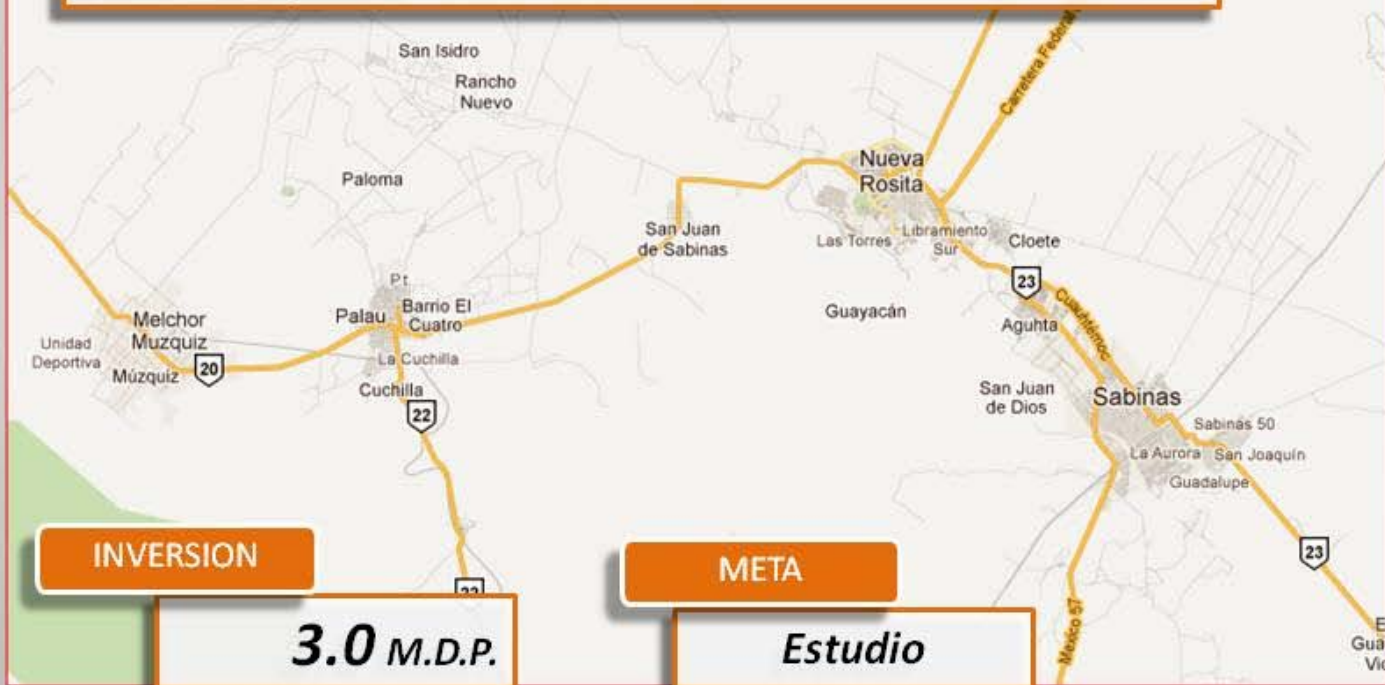 San Isidro
Rancho
Nuevo
Carretera Federal
Nueva
Rosita
Paloma
San Juan
de Sabinas
Las Torres
Libramiento
Sur
Cloete
23
Cuauhtémoc
Pt
Barrio El
Cuatro
Palau
Guayacán
Aguhta
Melchor
Muzquiz
Unidad
Deportiva
Múzquiz
20
La Cuchilla
Cuchilla
22
San Juan
de Dios
Sabinas
Sabinas 50
La Aurora
San Joaquín
Guadalupe
23
INVERSION
META
3.0 M.D.P.
Estudio
Mexico 57